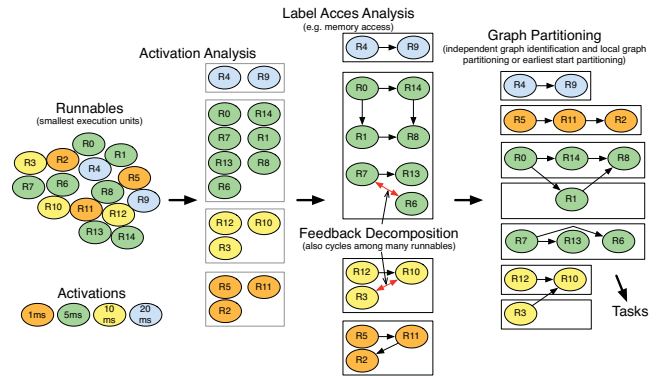 Label Acces Analysis
(e.g. memory access)
Graph Partitioning
(independent graph identification and local graph
partitioning or earliest start partitioning)
Activation Analysis
Runnables
(smallest execution units)
R0
R1
R2
R3
R4
R5
R6
R7
R8
R9
R10
R11
R12
R13
R14
Activations
1ms
5ms
10
ms
20
ms
R4 R9
R0 R14
R7 R1
R13 R8
R6
R12 R10
R3
R5 R11
R2
R4 R9
R0 R14
R1 R8
R7 R13
R6
Feedback Decomposition
(also cycles among many runnables)
R12 R10
R3
R5 R11
R2
R4 R9
R5 R11 R2
R0 R14 R8
R1
R7 R13 R6
R12 R10
R3
Tasks